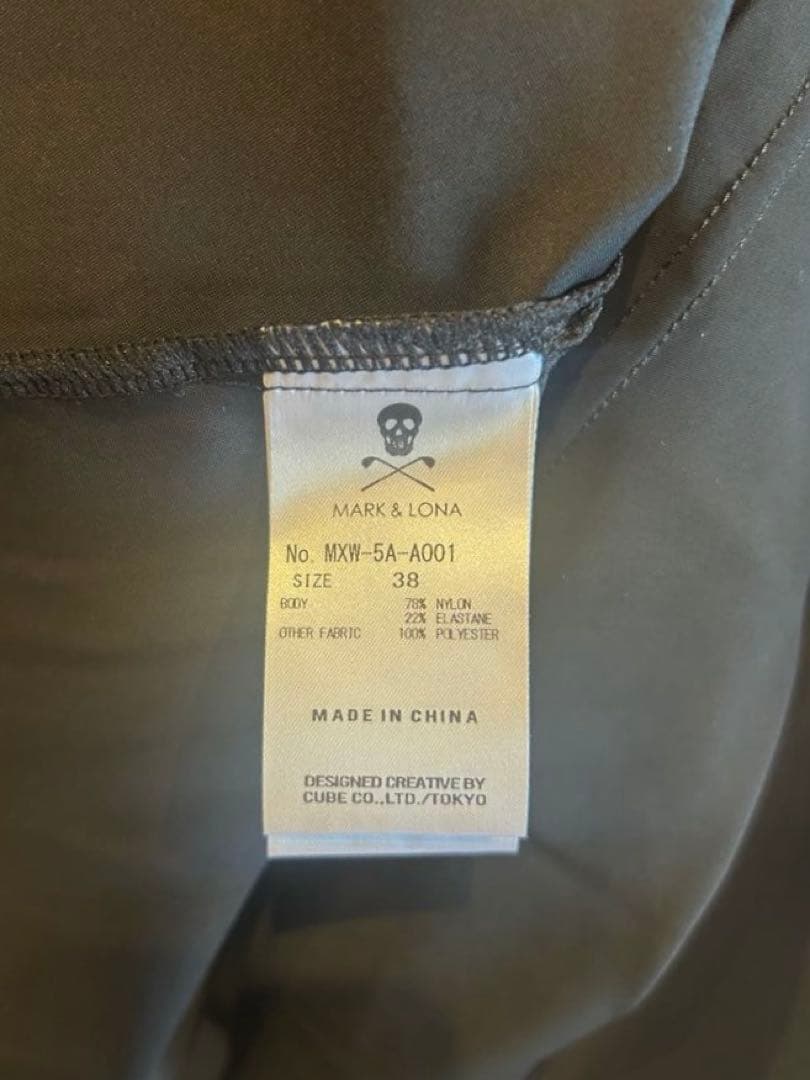 MARK & LONA
No. MXW-5A-A001
SIZE 38
BODY 78% NYLON
22% ELASTANE
OTHER FABRIC 100% POLYESTER
MADE IN CHINA
DESIGNED CREATIVE BY
CUBE CO.,LTD./TOKYO